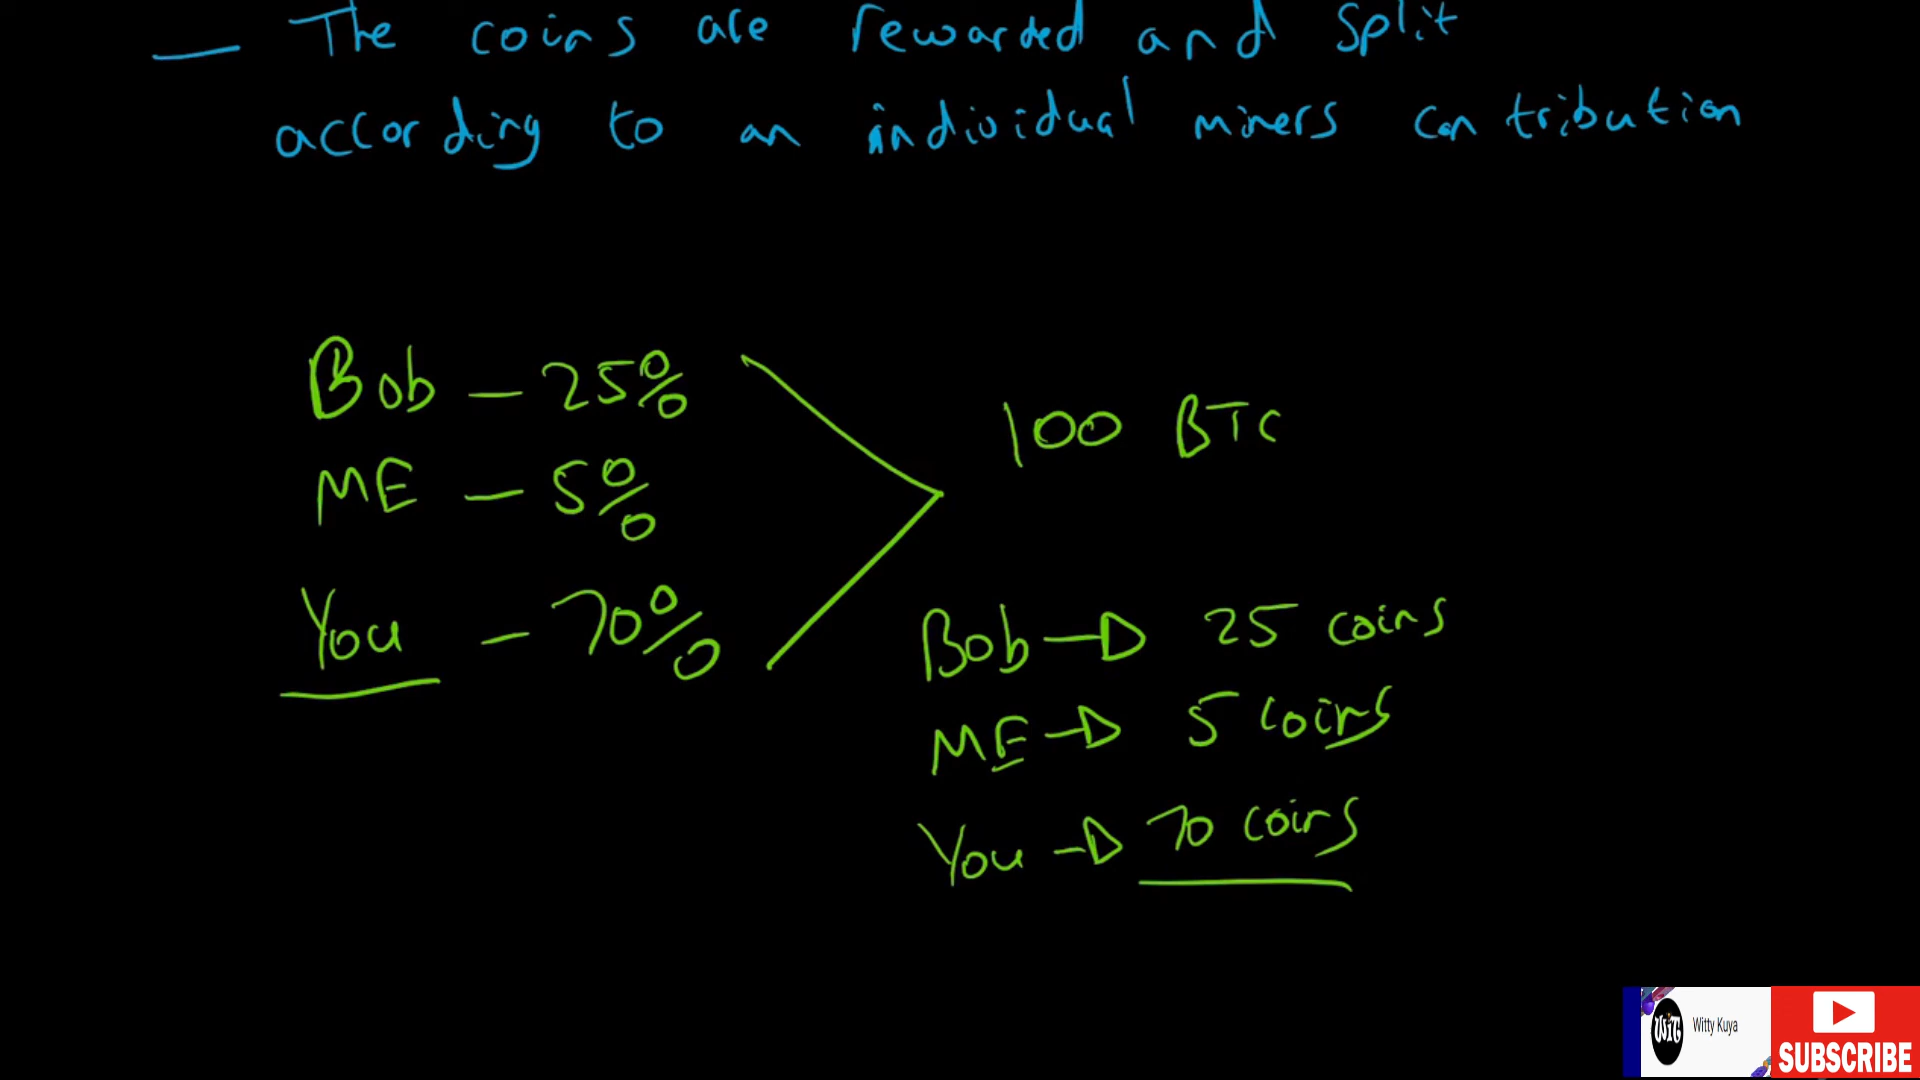 — The coins are rewarded and split
according to an individual miners contribution
Bob — 25%
ME — 5%
You — 70%
100 BTC
Bob → 25 coins
ME → 5 coins
You → 70 coins
WiT
Witty Kuya
SUBSCRIBE